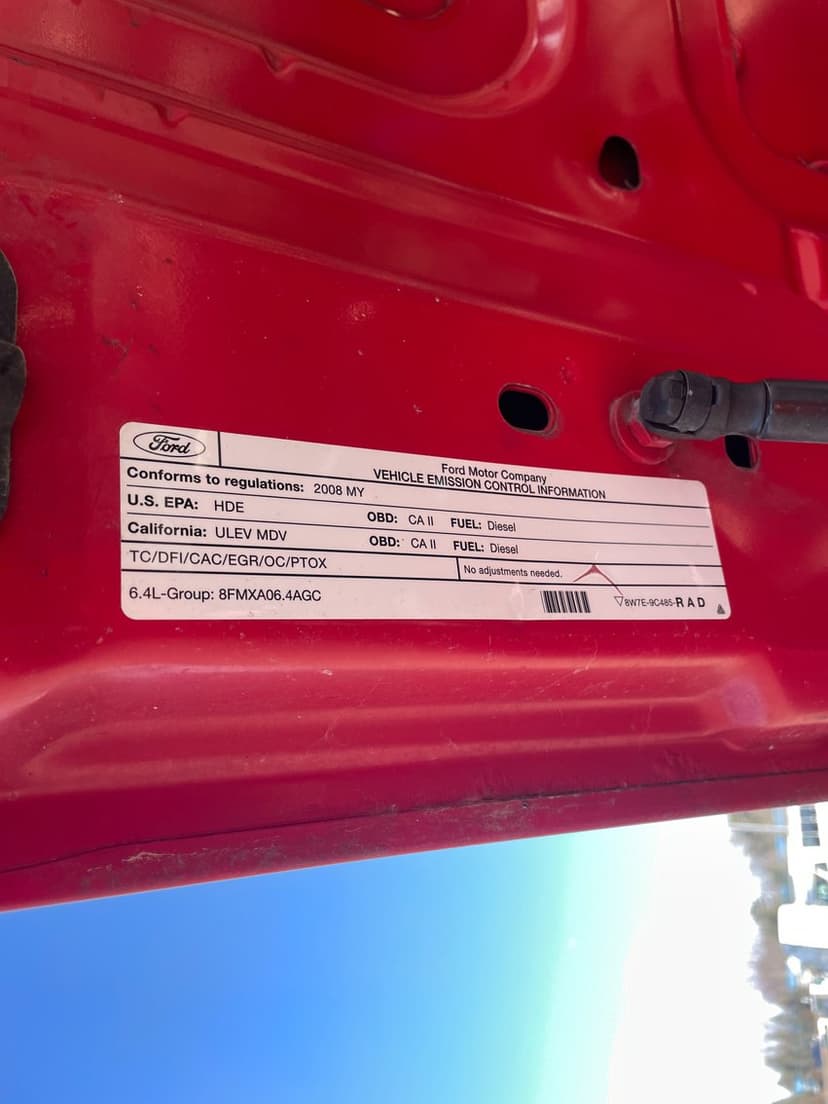 Ford
Ford Motor Company
VEHICLE EMISSION CONTROL INFORMATION
Conforms to regulations: 2008 MY
U.S. EPA: HDE OBD: CA II FUEL: Diesel
California: ULEV MDV OBD: CA II FUEL: Diesel
TC/DFI/CAC/EGR/OC/PTOX No adjustments needed.
6.4L-Group: 8FMXA06.4AGC 8W7E-9C485-R A D